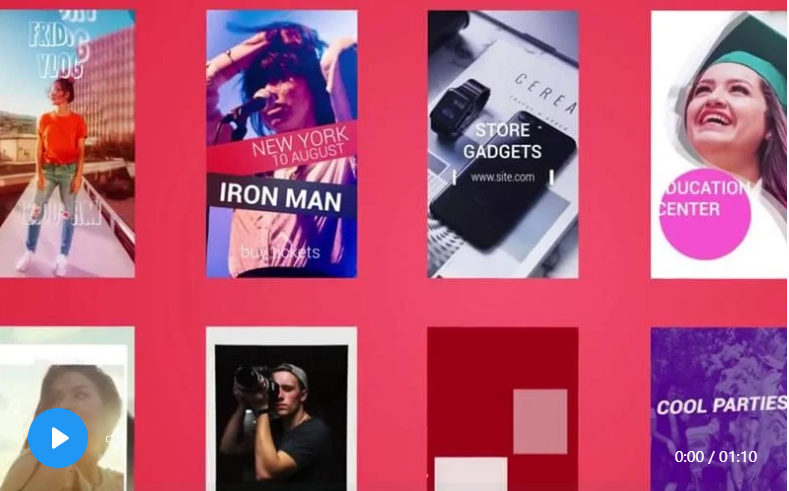 FRIDAY
VLOG
NEW YORK
10 AUGUST
IRON MAN
buy tickets
CEREA
STORE
GADGETS
www.site.com
EDUCATION
CENTER
COOL PARTIES
0:00 / 01:10